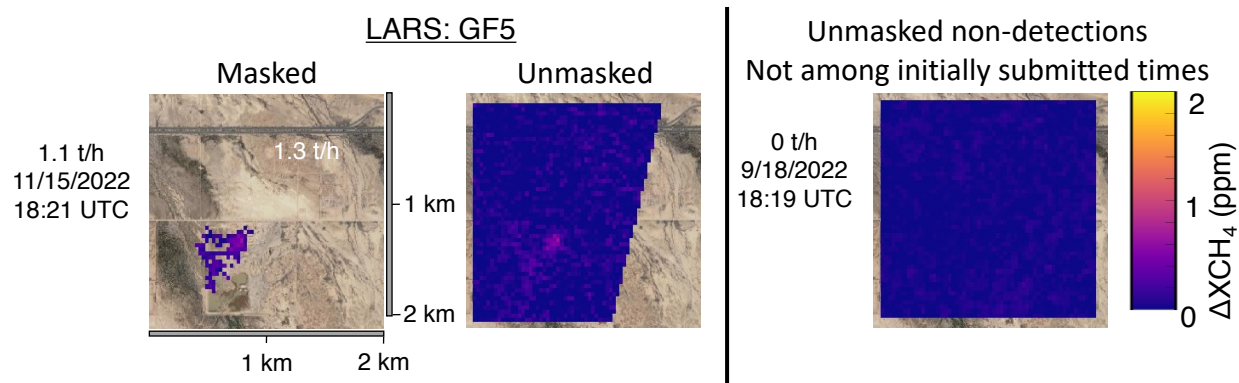 LARS: GF5
Masked
Unmasked
1.1 t/h
11/15/2022
18:21 UTC
1.3 t/h
1 km
2 km
1 km
2 km
Unmasked non-detections
Not among initially submitted times
0 t/h
9/18/2022
18:19 UTC
2
1
0
ΔXCH₄ (ppm)